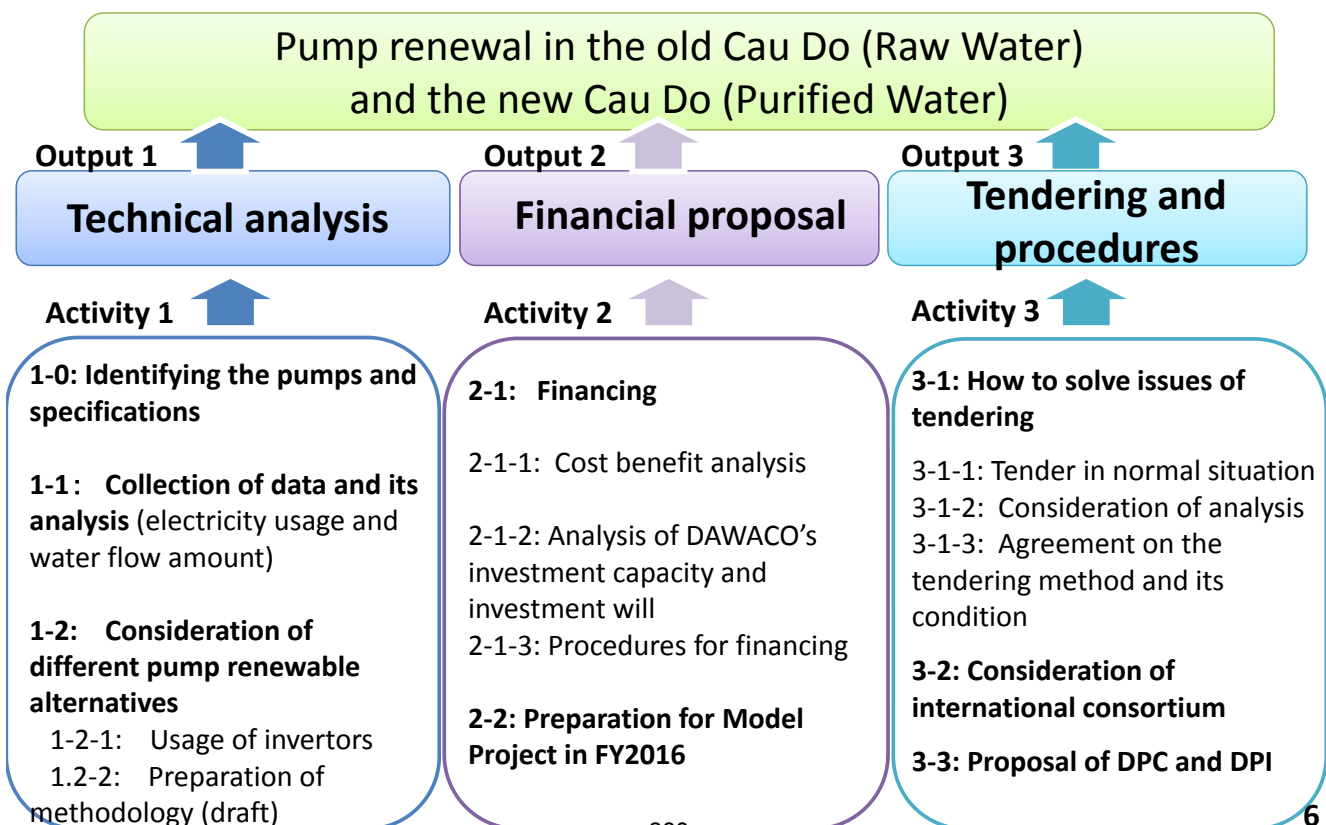 Pump renewal in the old Cau Do (Raw Water)
and the new Cau Do (Purified Water)
Output 1
Technical analysis
Activity 1
1-0: Identifying the pumps and
specifications
1-1： Collection of data and its
analysis (electricity usage and
water flow amount)
1-2: Consideration of
different pump renewable
alternatives
1-2-1: Usage of invertors
1.2-2: Preparation of
methodology (draft)
Output 2
Financial proposal
Activity 2
2-1: Financing
2-1-1: Cost benefit analysis
2-1-2: Analysis of DAWACO’s
investment capacity and
investment will
2-1-3: Procedures for financing
2-2: Preparation for Model
Project in FY2016
Output 3
Tendering and
procedures
Activity 3
3-1: How to solve issues of
tendering
3-1-1: Tender in normal situation
3-1-2: Consideration of analysis
3-1-3: Agreement on the
tendering method and its
condition
3-2: Consideration of
international consortium
3-3: Proposal of DPC and DPI
6